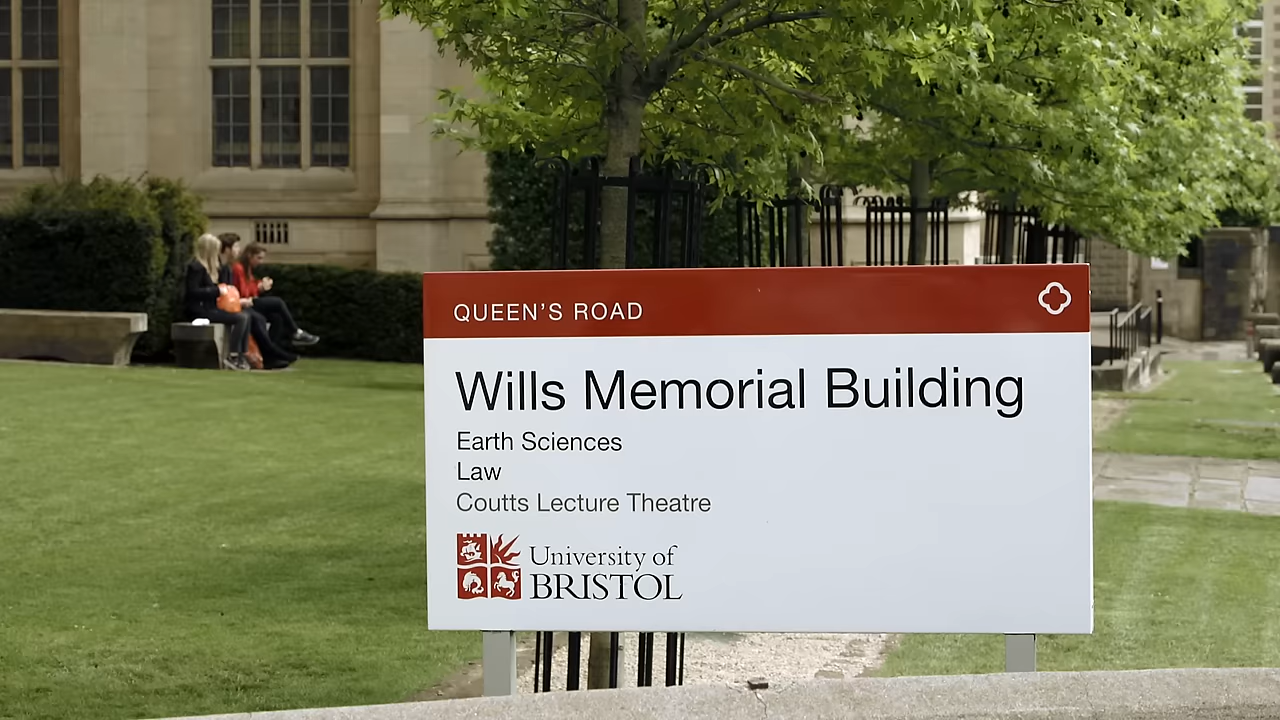 QUEEN'S ROAD
Wills Memorial Building
Earth Sciences
Law
Coutts Lecture Theatre
University of
BRISTOL